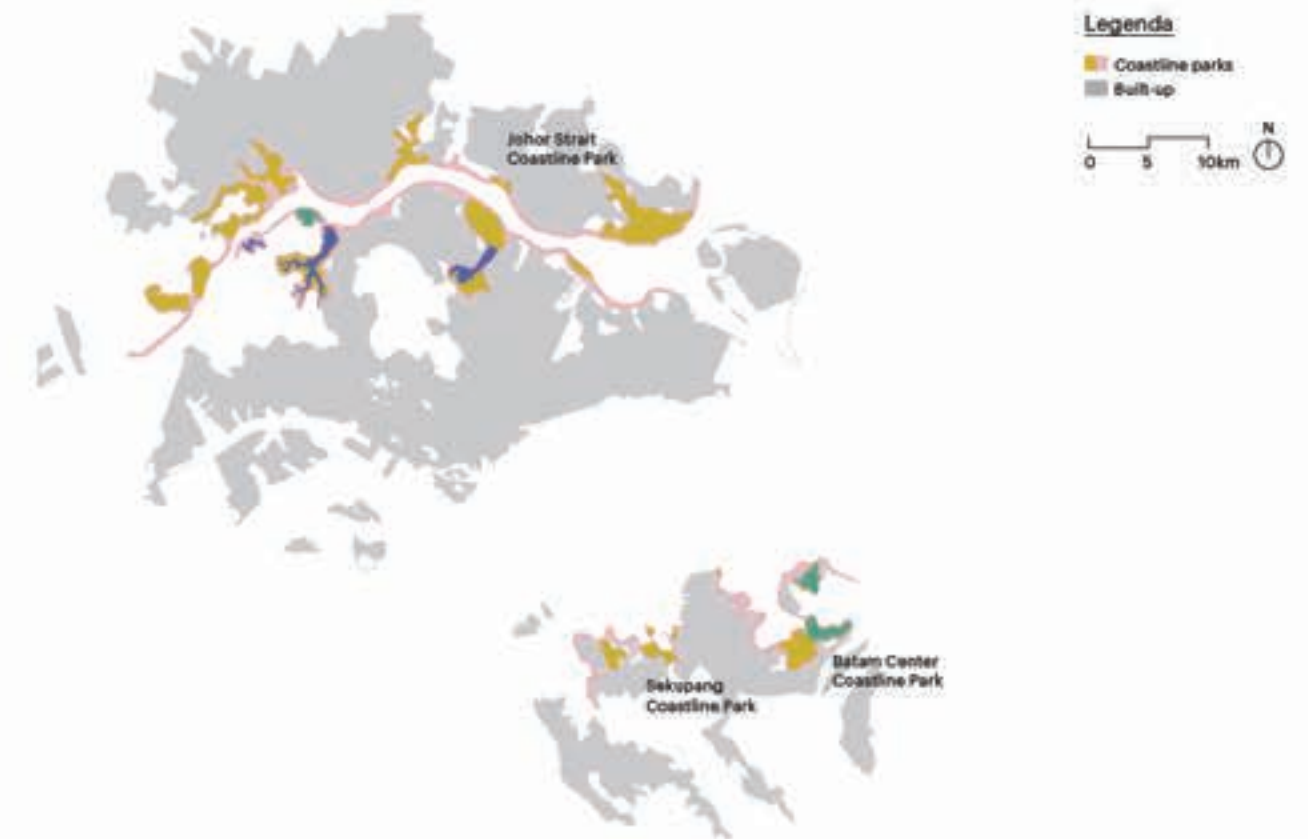 Legenda
Coastline parks
Built-up
N
0 5 10km
Johor Strait
Coastline Park
Batam Center
Coastline Park
Sekupang
Coastline Park